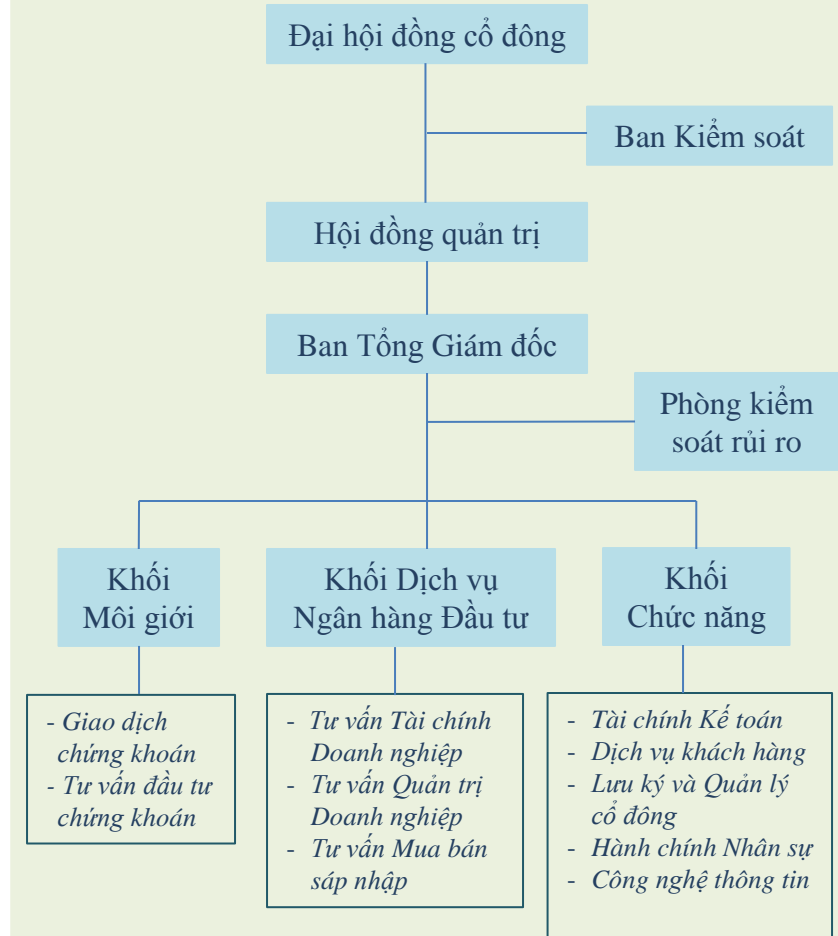 Đại hội đồng cổ đông
Ban Kiểm soát
Hội đồng quản trị
Ban Tổng Giám đốc
Phòng kiểm
soát rủi ro
Khối
Môi giới
Khối Dịch vụ
Ngân hàng Đầu tư
Khối
Chức năng
- Giao dịch
chứng khoán
- Tư vấn đầu tư
chứng khoán
- Tư vấn Tài chính
Doanh nghiệp
- Tư vấn Quản trị
Doanh nghiệp
- Tư vấn Mua bán
sáp nhập
- Tài chính Kế toán
- Dịch vụ khách hàng
- Lưu ký và Quản lý
cổ đông
- Hành chính Nhân sự
- Công nghệ thông tin